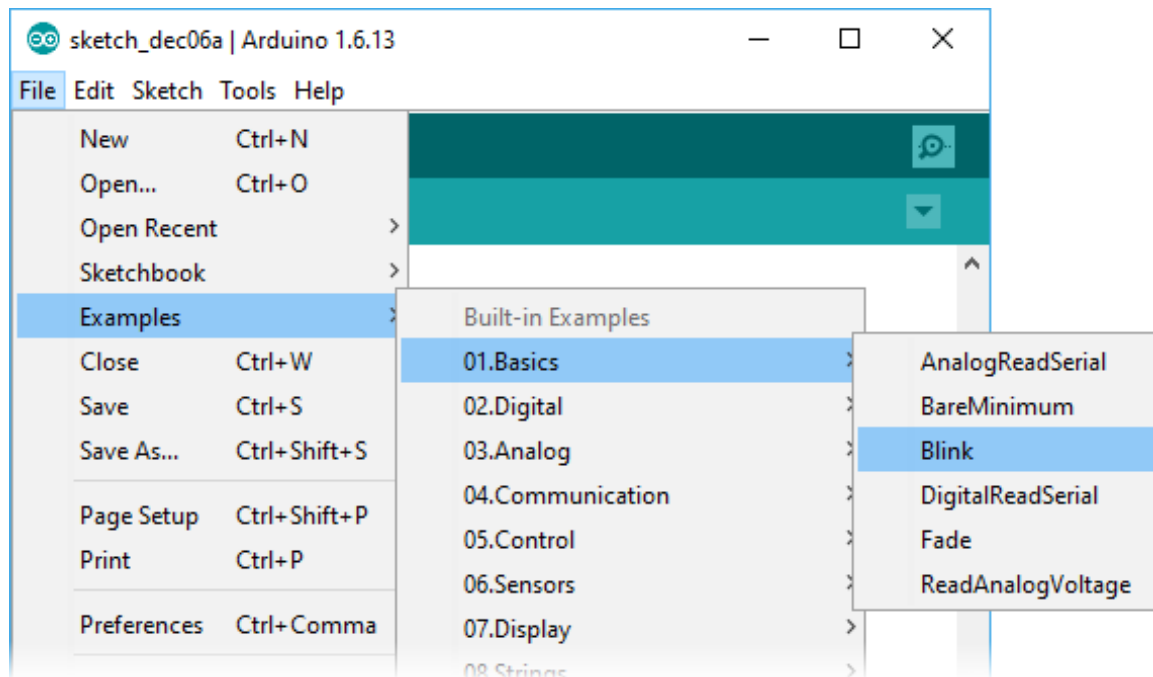 sketch_dec06a | Arduino 1.6.13
File Edit Sketch Tools Help
New Ctrl+N
Open... Ctrl+O
Open Recent
Sketchbook
Examples
Close Ctrl+W
Save Ctrl+S
Save As... Ctrl+Shift+S
Page Setup Ctrl+Shift+P
Print Ctrl+P
Preferences Ctrl+Comma
Built-in Examples
01.Basics
02.Digital
03.Analog
04.Communication
05.Control
06.Sensors
07.Display
08.Strings
AnalogReadSerial
BareMinimum
Blink
DigitalReadSerial
Fade
ReadAnalogVoltage